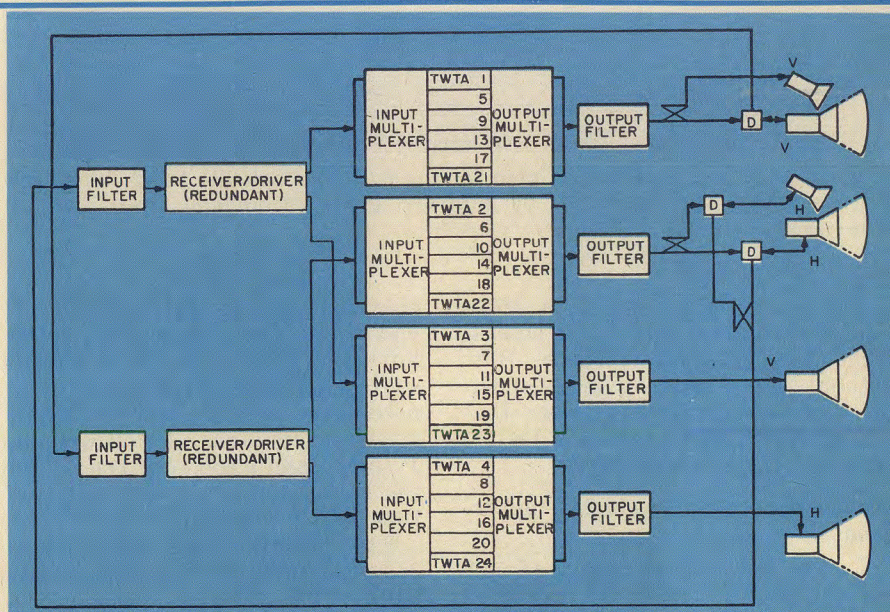 INPUT
FILTER
RECEIVER/DRIVER
(REDUNDANT)
INPUT
FILTER
RECEIVER/DRIVER
(REDUNDANT)
INPUT
MULTI-
PLEXER
TWTA 1
5
9
13
17
TWTA 21
OUTPUT
MULTI-
PLEXER
OUTPUT
FILTER
V
D
V
INPUT
MULTI-
PLEXER
TWTA 2
6
10
14
18
TWTA22
OUTPUT
MULTI-
PLEXER
OUTPUT
FILTER
D
H
D
H
INPUT
MULTI-
PLEXER
TWTA 3
7
11
15
19
TWTA23
OUTPUT
MULTI-
PLEXER
OUTPUT
FILTER
V
INPUT
MULTI-
PLEXER
TWTA 4
8
12
16
20
TWTA 24
OUTPUT
MULTI-
PLEXER
OUTPUT
FILTER
H